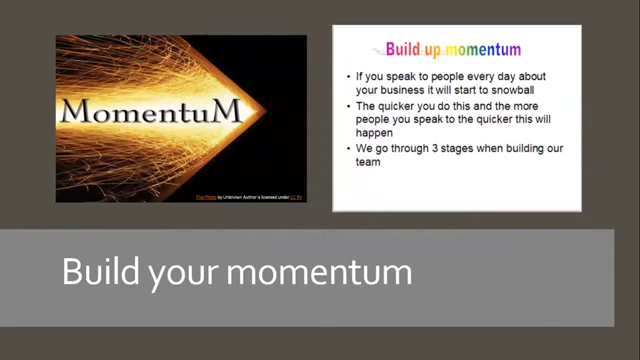 MomentuM
This Photo by Unknown Author is licensed under CC BY
Build up momentum
• If you speak to people every day about
your business it will start to snowball
• The quicker you do this and the more
people you speak to the quicker this will
happen
• We go through 3 stages when building our
team
Build your momentum